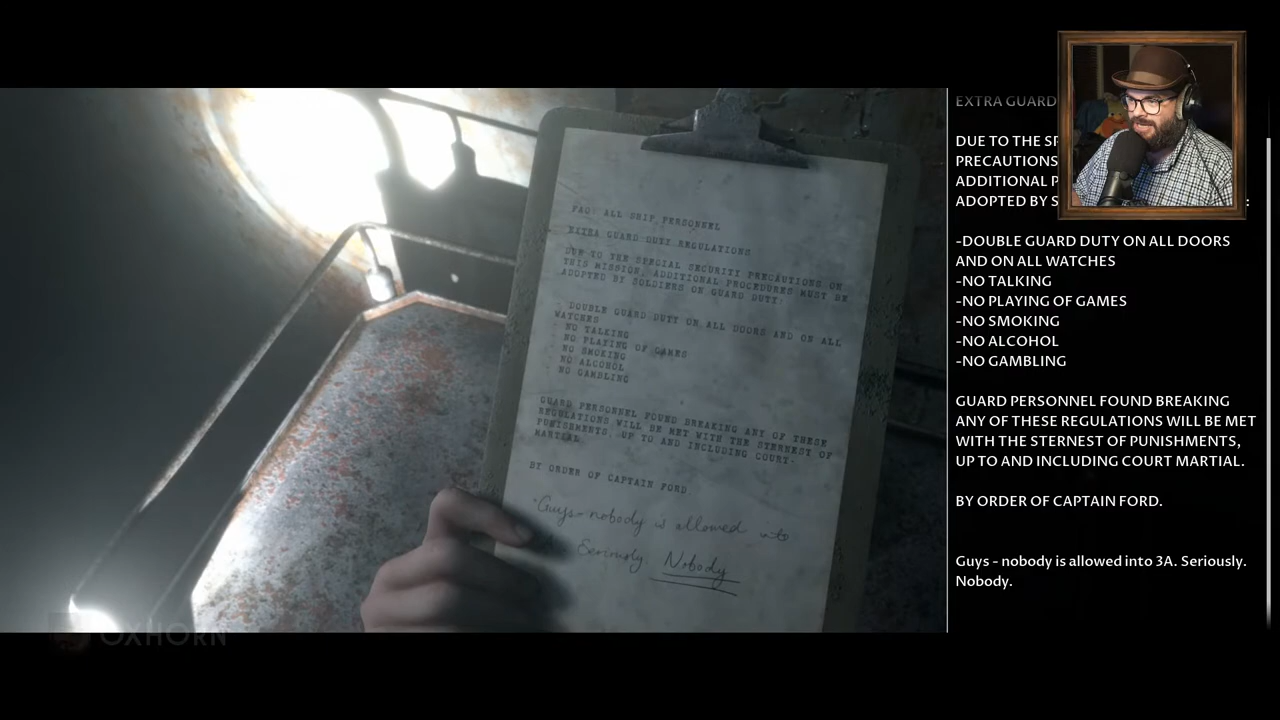 FAO: ALL SHIP PERSONNEL
EXTRA GUARD DUTY REGULATIONS
DUE TO THE SPECIAL SECURITY PRECAUTIONS ON
THIS MISSION, ADDITIONAL PROCEDURES MUST BE
ADOPTED BY SOLDIERS ON GUARD DUTY:
- DOUBLE GUARD DUTY ON ALL DOORS AND ON ALL
WATCHES
- NO TALKING
- NO PLAYING OF GAMES
- NO SMOKING
- NO ALCOHOL
- NO GAMBLING
GUARD PERSONNEL FOUND BREAKING ANY OF THESE
REGULATIONS WILL BE MET WITH THE STERNEST OF
PUNISHMENTS, UP TO AND INCLUDING COURT-
MARTIAL.
BY ORDER OF CAPTAIN FORD
"Guys - nobody is allowed into
Seriously. Nobody
OXHORN
EXTRA GUARD
DUE TO THE
PRECAUTIONS
ADDITIONAL
ADOPTED BY
-DOUBLE GUARD DUTY ON ALL DOORS
AND ON ALL WATCHES
-NO TALKING
-NO PLAYING OF GAMES
-NO SMOKING
-NO ALCOHOL
-NO GAMBLING
GUARD PERSONNEL FOUND BREAKING
ANY OF THESE REGULATIONS WILL BE MET
WITH THE STERNEST OF PUNISHMENTS,
UP TO AND INCLUDING COURT MARTIAL.
BY ORDER OF CAPTAIN FORD.
Guys - nobody is allowed into 3A. Seriously.
Nobody.